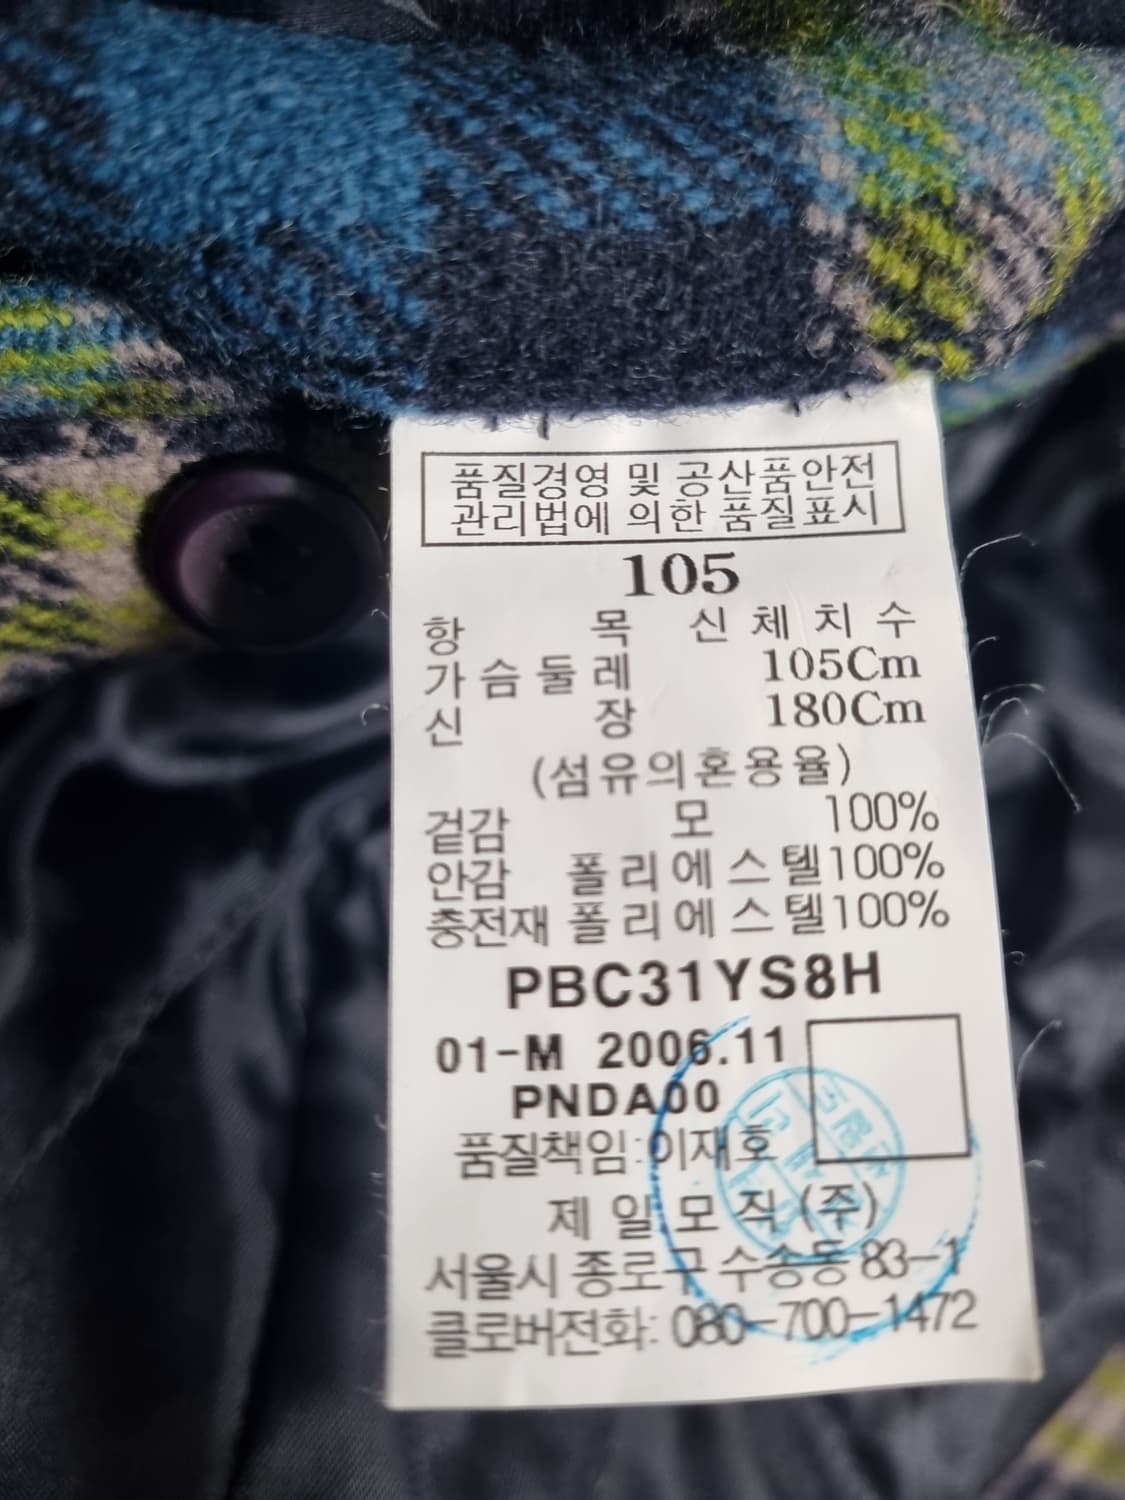 품질경영 및 공산품안전
관리법에 의한 품질표시
105
항 목 신 체 치 수
가 슴 둘 레 105Cm
신 장 180Cm
(섬유의혼용율)
겉감 모 100%
안감 폴 리 에 스 텔100%
충전재 폴 리 에 스 텔100%
PBC31YS8H
01-M 2006.11
PNDA00
품질책임:이재호
제 일 모 직 (주)
서울시 종로구 수송동 83-1
클로버전화: 080-700-1472